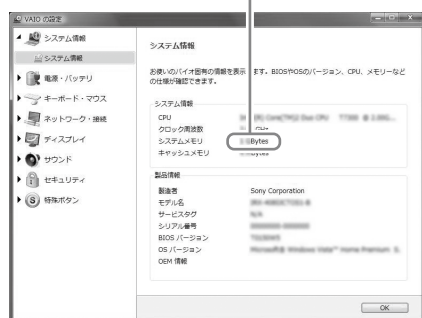 VAIO の設定
システム情報
システム情報
電源・バッテリ
キーボード・マウス
ネットワーク・接続
ディスプレイ
サウンド
セキュリティ
特殊ボタン
システム情報
お使いのバイオ固有の情報を表示 ます。BIOSやOSのバージョン、CPU、メモリーなど
の仕様が確認できます。
システム情報
CPU
クロック周波数 GHz
システムメモリ Bytes
キャッシュメモリ Bytes
製品情報
製造者 Sony Corporation
モデル名
サービスタグ N/A
シリアル番号
BIOS バージョン
OS バージョン
OEM 情報
OK